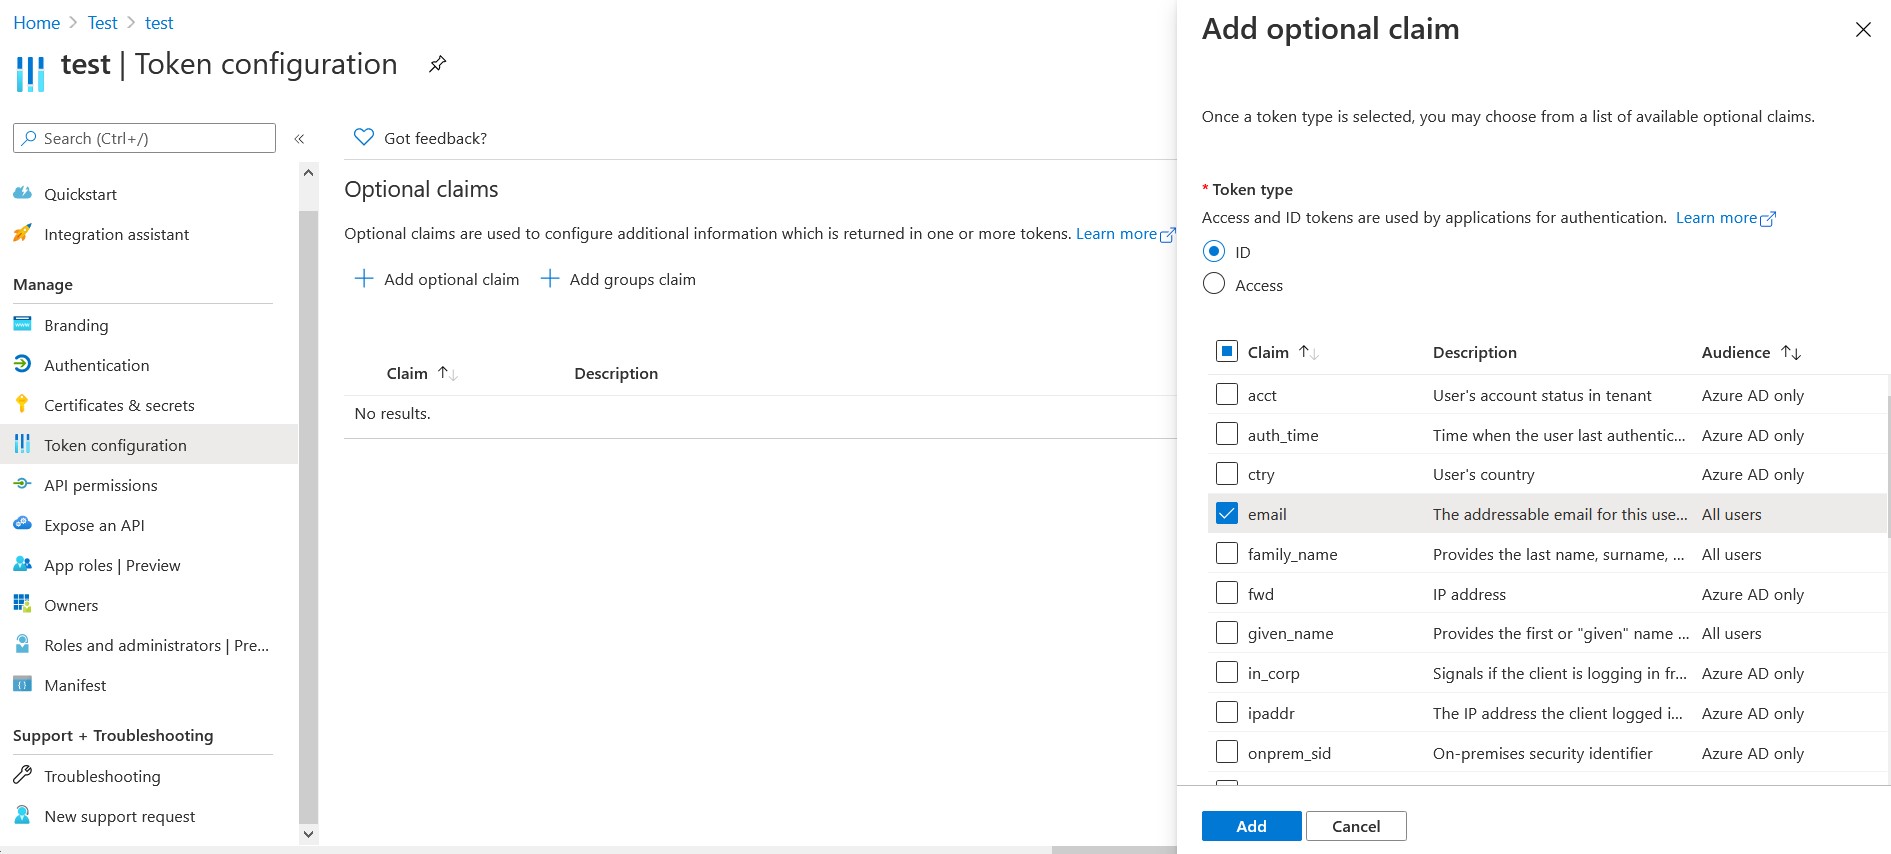 Home > Test > test
test | Token configuration
Search (Ctrl+/)
«
Quickstart
Integration assistant
Manage
Branding
Authentication
Certificates & secrets
Token configuration
API permissions
Expose an API
App roles | Preview
Owners
Roles and administrators | Pre...
Manifest
Support + Troubleshooting
Troubleshooting
New support request
Got feedback?
Optional claims
Optional claims are used to configure additional information which is returned in one or more tokens. Learn more
Add optional claim Add groups claim
Claim ↑↓ Description
No results.
Add optional claim
Once a token type is selected, you may choose from a list of available optional claims.
* Token type
Access and ID tokens are used by applications for authentication. Learn more
ID
Access
Claim ↑↓ Description Audience ↑↓
acct User's account status in tenant Azure AD only
auth_time Time when the user last authentic... Azure AD only
ctry User's country Azure AD only
email The addressable email for this use... All users
family_name Provides the last name, surname, ... All users
fwd IP address Azure AD only
given_name Provides the first or "given" name ... All users
in_corp Signals if the client is logging in fr... Azure AD only
ipaddr The IP address the client logged i... Azure AD only
onprem_sid On-premises security identifier Azure AD only
Add Cancel